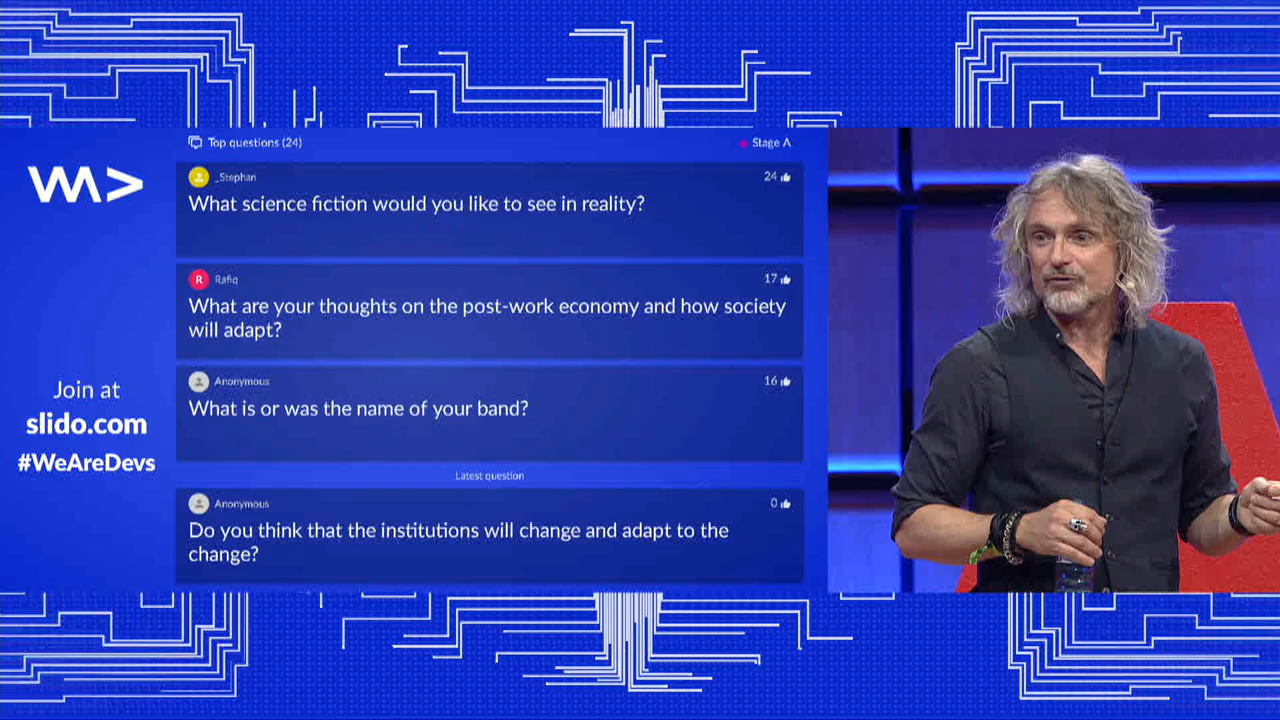 Top questions (24)
Stage A
WA>
_Stephan
24
What science fiction would you like to see in reality?
R
Rafiq
17
What are your thoughts on the post-work economy and how society
will adapt?
Anonymous
16
What is or was the name of your band?
Join at
slido.com
#WeAreDevs
Latest question
Anonymous
0
Do you think that the institutions will change and adapt to the
change?